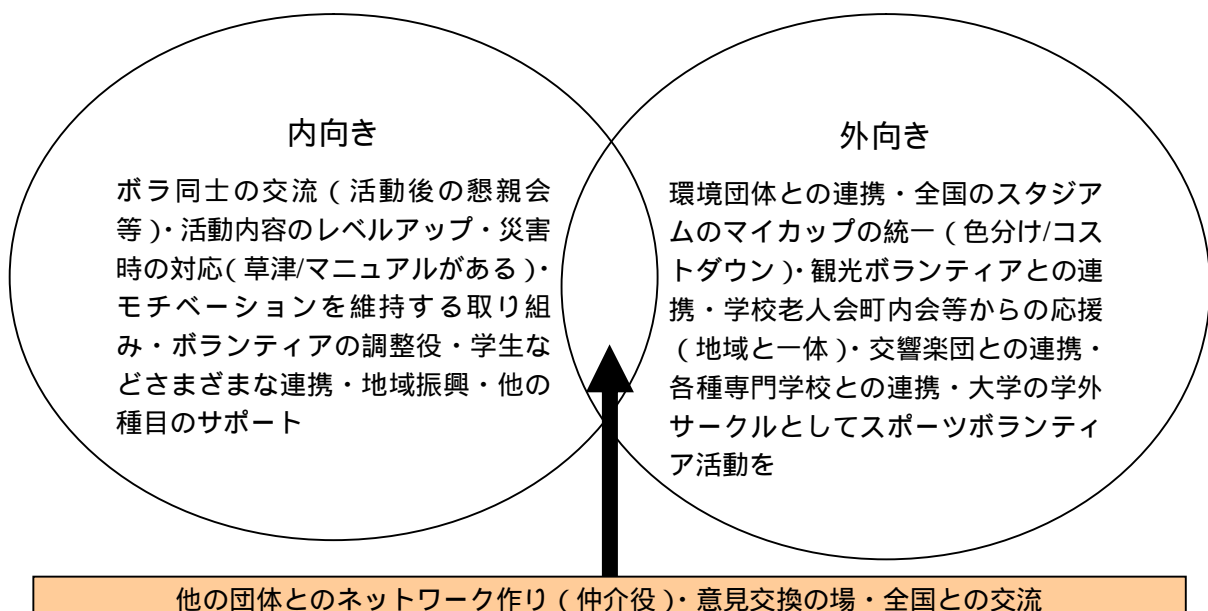 内向き
ボラ同士の交流(活動後の懇親会
等)・活動内容のレベルアップ・災害
時の対応(草津/マニュアルがある)・
モチベーションを維持する取り組
み・ボランティアの調整役・学生な
どさまざまな連携・地域振興・他の
種目のサポート
外向き
環境団体との連携・全国のスタジア
ムのマイカップの統一(色分け/コス
トダウン)・観光ボランティアとの連
携・学校老人会町内会等からの応援
(地域と一体)・交響楽団との連携・
各種専門学校との連携・大学の学外
サークルとしてスポーツボランティ
ア活動を
他の団体とのネットワーク作り(仲介役)・意見交換の場・全国との交流